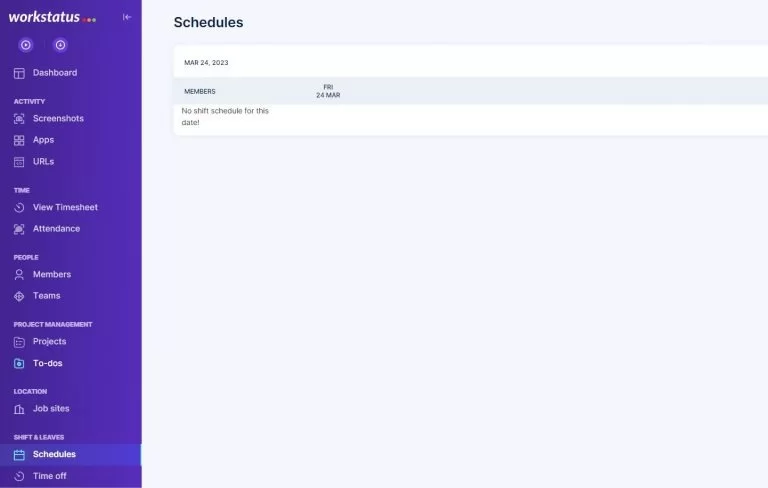 workstatus
Dashboard
ACTIVITY
Screenshots
Apps
URLs
TIME
View Timesheet
Attendance
PEOPLE
Members
Teams
PROJECT MANAGEMENT
Projects
To-dos
LOCATION
Job sites
SHIFT & LEAVES
Schedules
Time off
Schedules
MAR 24, 2023
MEMBERS
FRI
24 MAR
No shift schedule for this
date!